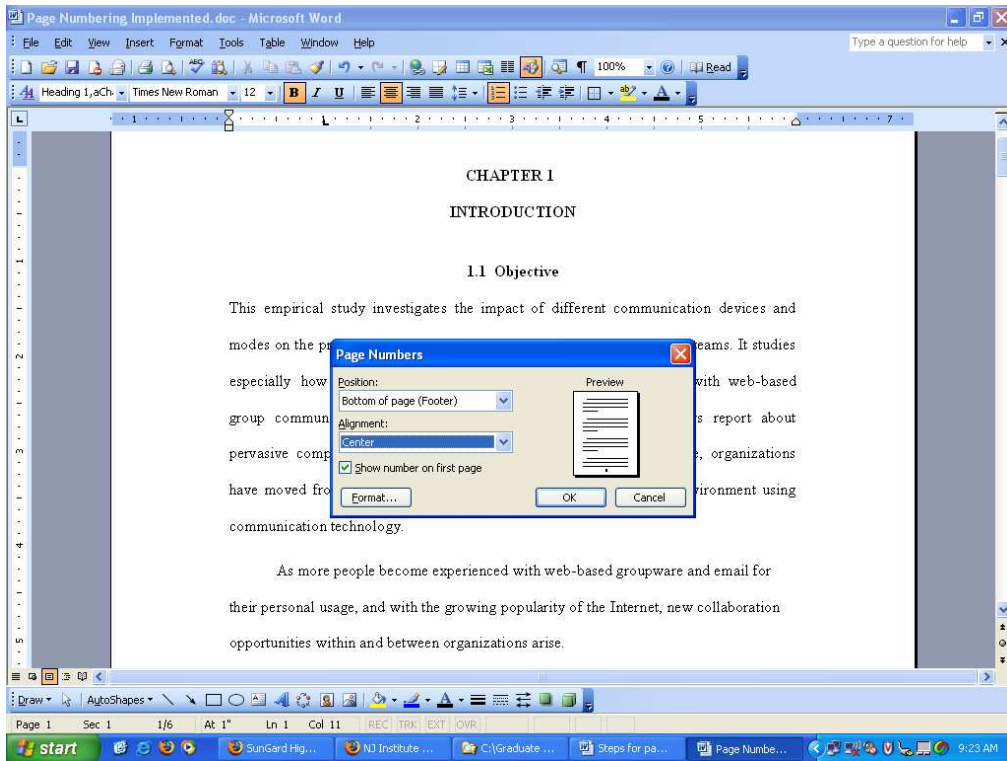 Page Numbering Implemented.doc - Microsoft Word
File Edit View Insert Format Tools Table Window Help Type a question for help
100% Read
Heading 1,aCh Times New Roman 12 B I U
1 2 3 4 5 7
CHAPTER 1
INTRODUCTION
1.1 Objective
This empirical study investigates the impact of different communication devices and
modes on the pr eams. It studies
especially how with web-based
group commun s report about
pervasive comp , organizations
have moved fro vironment using
communication technology.
As more people become experienced with web-based groupware and email for
their personal usage, and with the growing popularity of the Internet, new collaboration
opportunities within and between organizations arise.
Page Numbers
Position:
Bottom of page (Footer)
Alignment:
Center
Show number on first page
Format...
Preview
OK Cancel
Draw AutoShapes
Page 1 Sec 1 1/6 At 1" Ln 1 Col 11 REC TRK EXT OVR
start SunGard Hig... NJ Institute ... C:\Graduate ... Steps for pa... Page Numbe... 9:23 AM